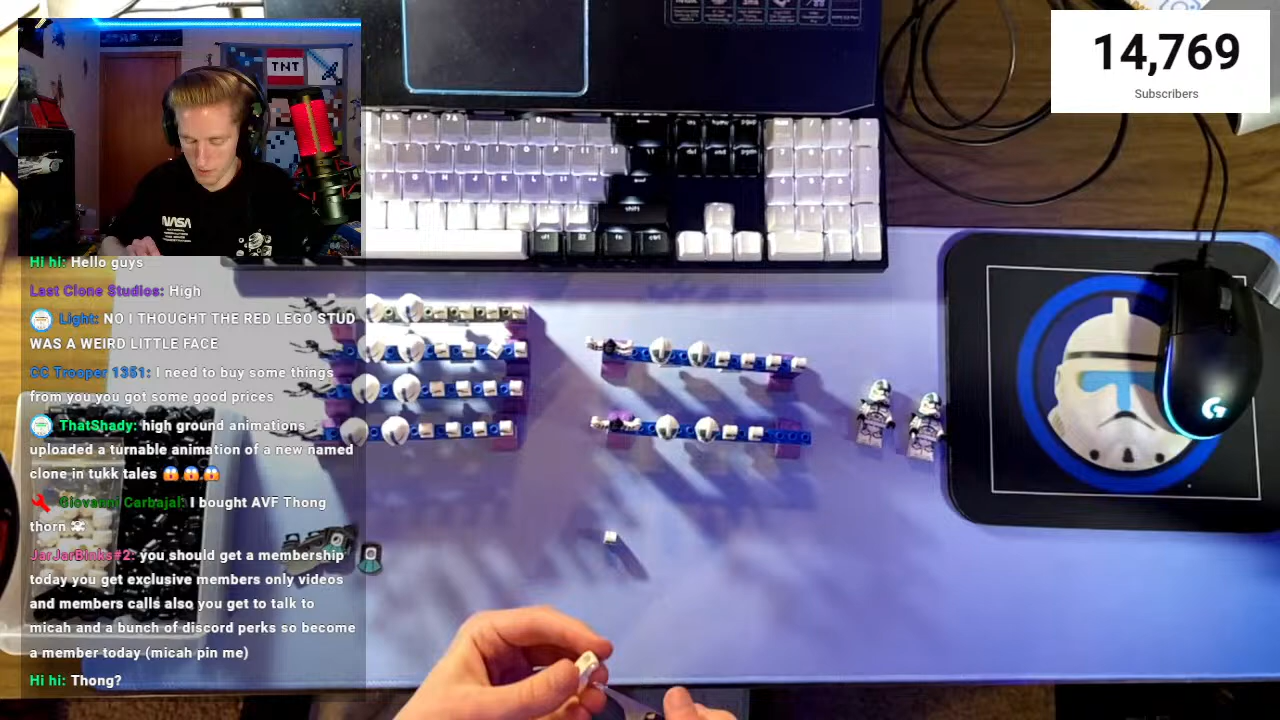 14,769
Subscribers
TNT
NASA
Hi hi: Hello guys
Last Clone Studios: High
Light: NO I THOUGHT THE RED LEGO STUD
WAS A WEIRD LITTLE FACE
CC Trooper 1351: I need to buy some things
from you you got some good prices
ThatShady: high ground animations
uploaded a turnable animation of a new named
clone in tukk tales 😱😱😱
Giovanni Carbajal: I bought AVF Thong
thorn
JarJarBinks#2: you should get a membership
today you get exclusive members only videos
and members calls also you get to talk to
micah and a bunch of discord perks so become
a member today (micah pin me)
Hi hi: Thong?